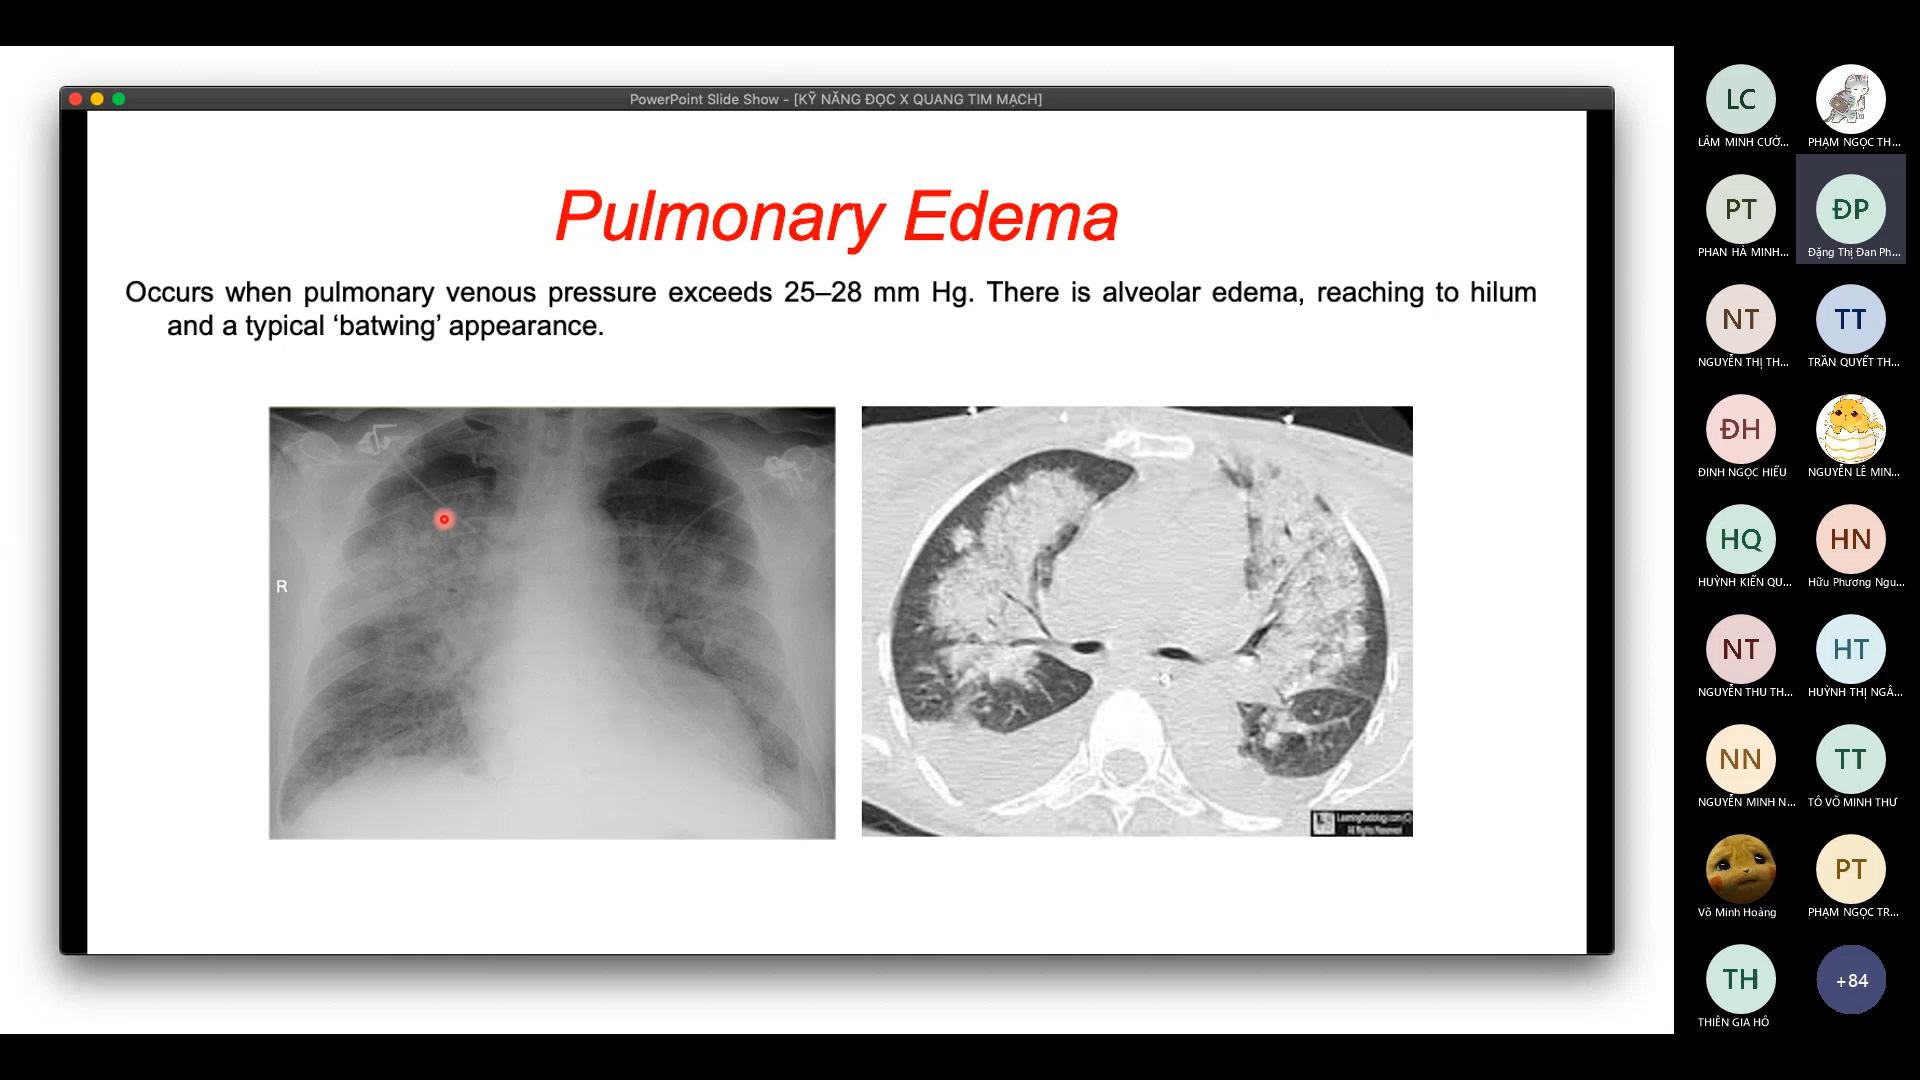 PowerPoint Slide Show - [KỸ NĂNG ĐỌC X QUANG TIM MẠCH]
Pulmonary Edema
Occurs when pulmonary venous pressure exceeds 25–28 mm Hg. There is alveolar edema, reaching to hilum
and a typical ‘batwing’ appearance.
R
LearningRadiology.com(C)
All Rights Reserved
LC
LÂM MINH CƯỜ...
PHẠM NGỌC TH...
PT
PHAN HÀ MINH...
ĐP
Đặng Thị Đan Ph...
NT
NGUYỄN THỊ TH...
TT
TRẦN QUYẾT TH...
ĐH
ĐINH NGỌC HIẾU
NGUYỄN LÊ MIN...
HQ
HUỲNH KIẾN QU...
HN
Hữu Phương Ngu...
NT
NGUYỄN THU TH...
HT
HUỲNH THỊ NGÂ...
NN
NGUYỄN MINH N...
TT
TÔ VÕ MINH THƯ
Võ Minh Hoàng
PT
PHẠM NGỌC TR...
TH
THIÊN GIA HỒ
+84